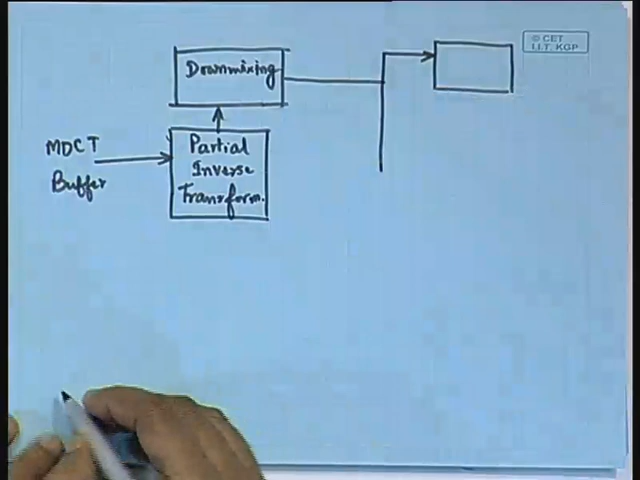 © CET
I.I.T. KGP
Downmixing
MDCT
Buffer
Partial
Inverse
Transform.